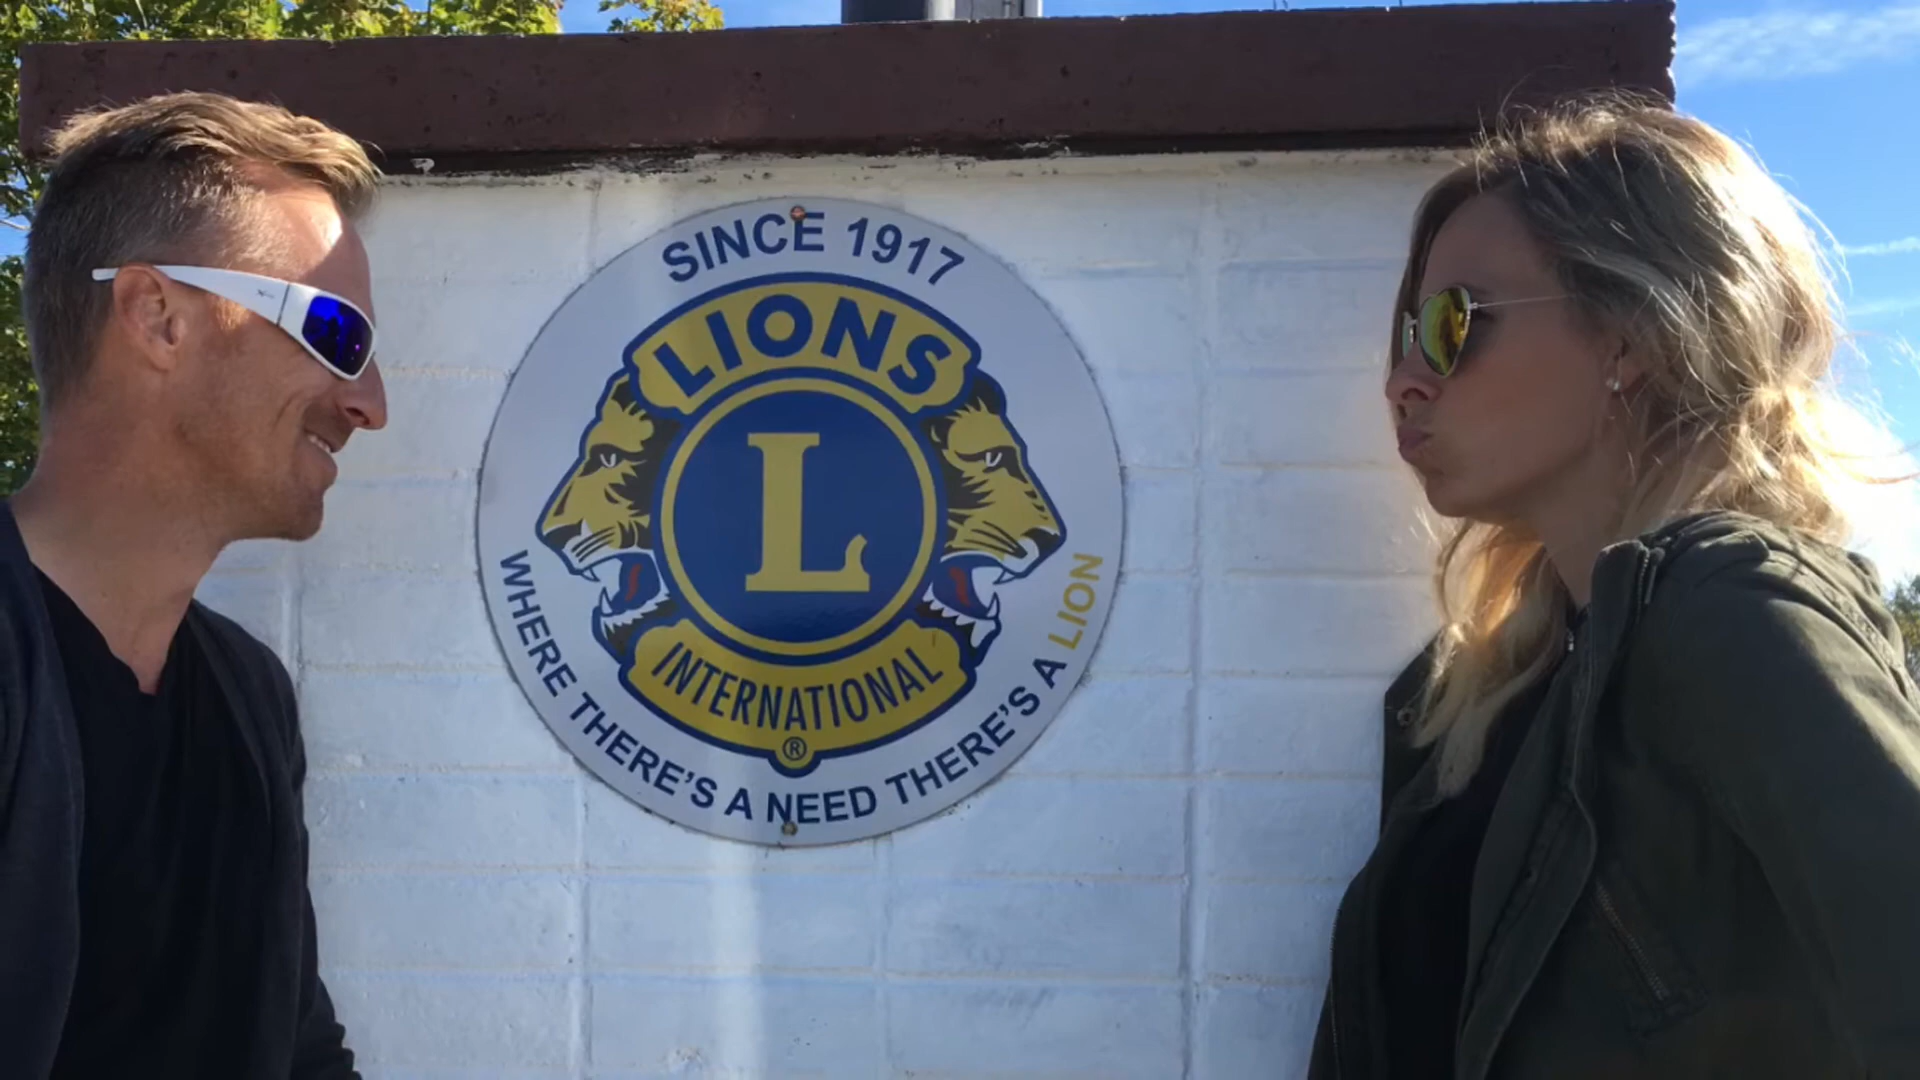 SINCE 1917
LIONS
L
INTERNATIONAL
®
WHERE THERE'S A NEED THERE'S A LION